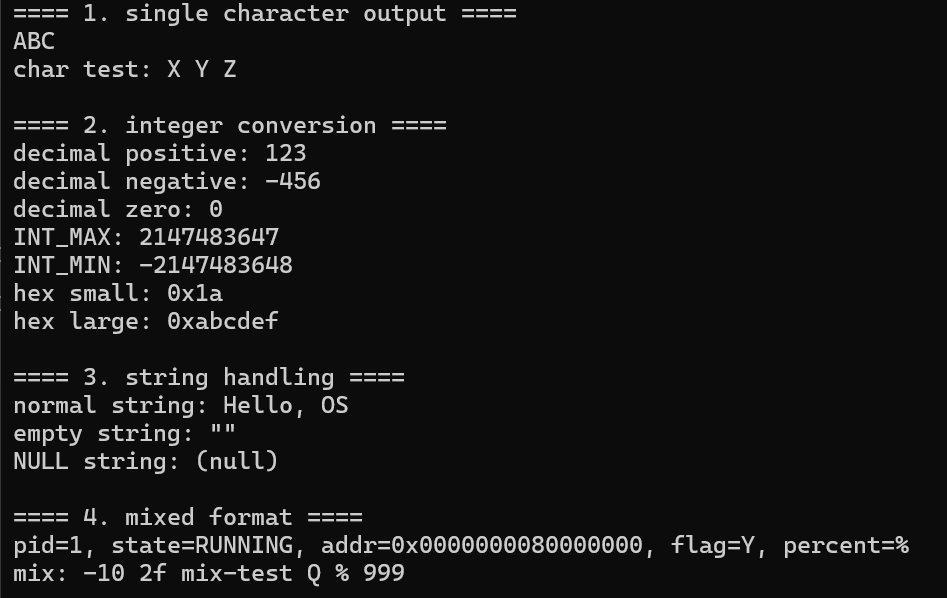 ==== 1. single character output ====
ABC
char test: X Y Z
==== 2. integer conversion ====
decimal positive: 123
decimal negative: -456
decimal zero: 0
INT_MAX: 2147483647
INT_MIN: -2147483648
hex small: 0x1a
hex large: 0xabcdef
==== 3. string handling ====
normal string: Hello, OS
empty string: ""
NULL string: (null)
==== 4. mixed format ====
pid=1, state=RUNNING, addr=0x0000000080000000, flag=Y, percent=%
mix: -10 2f mix-test Q % 999